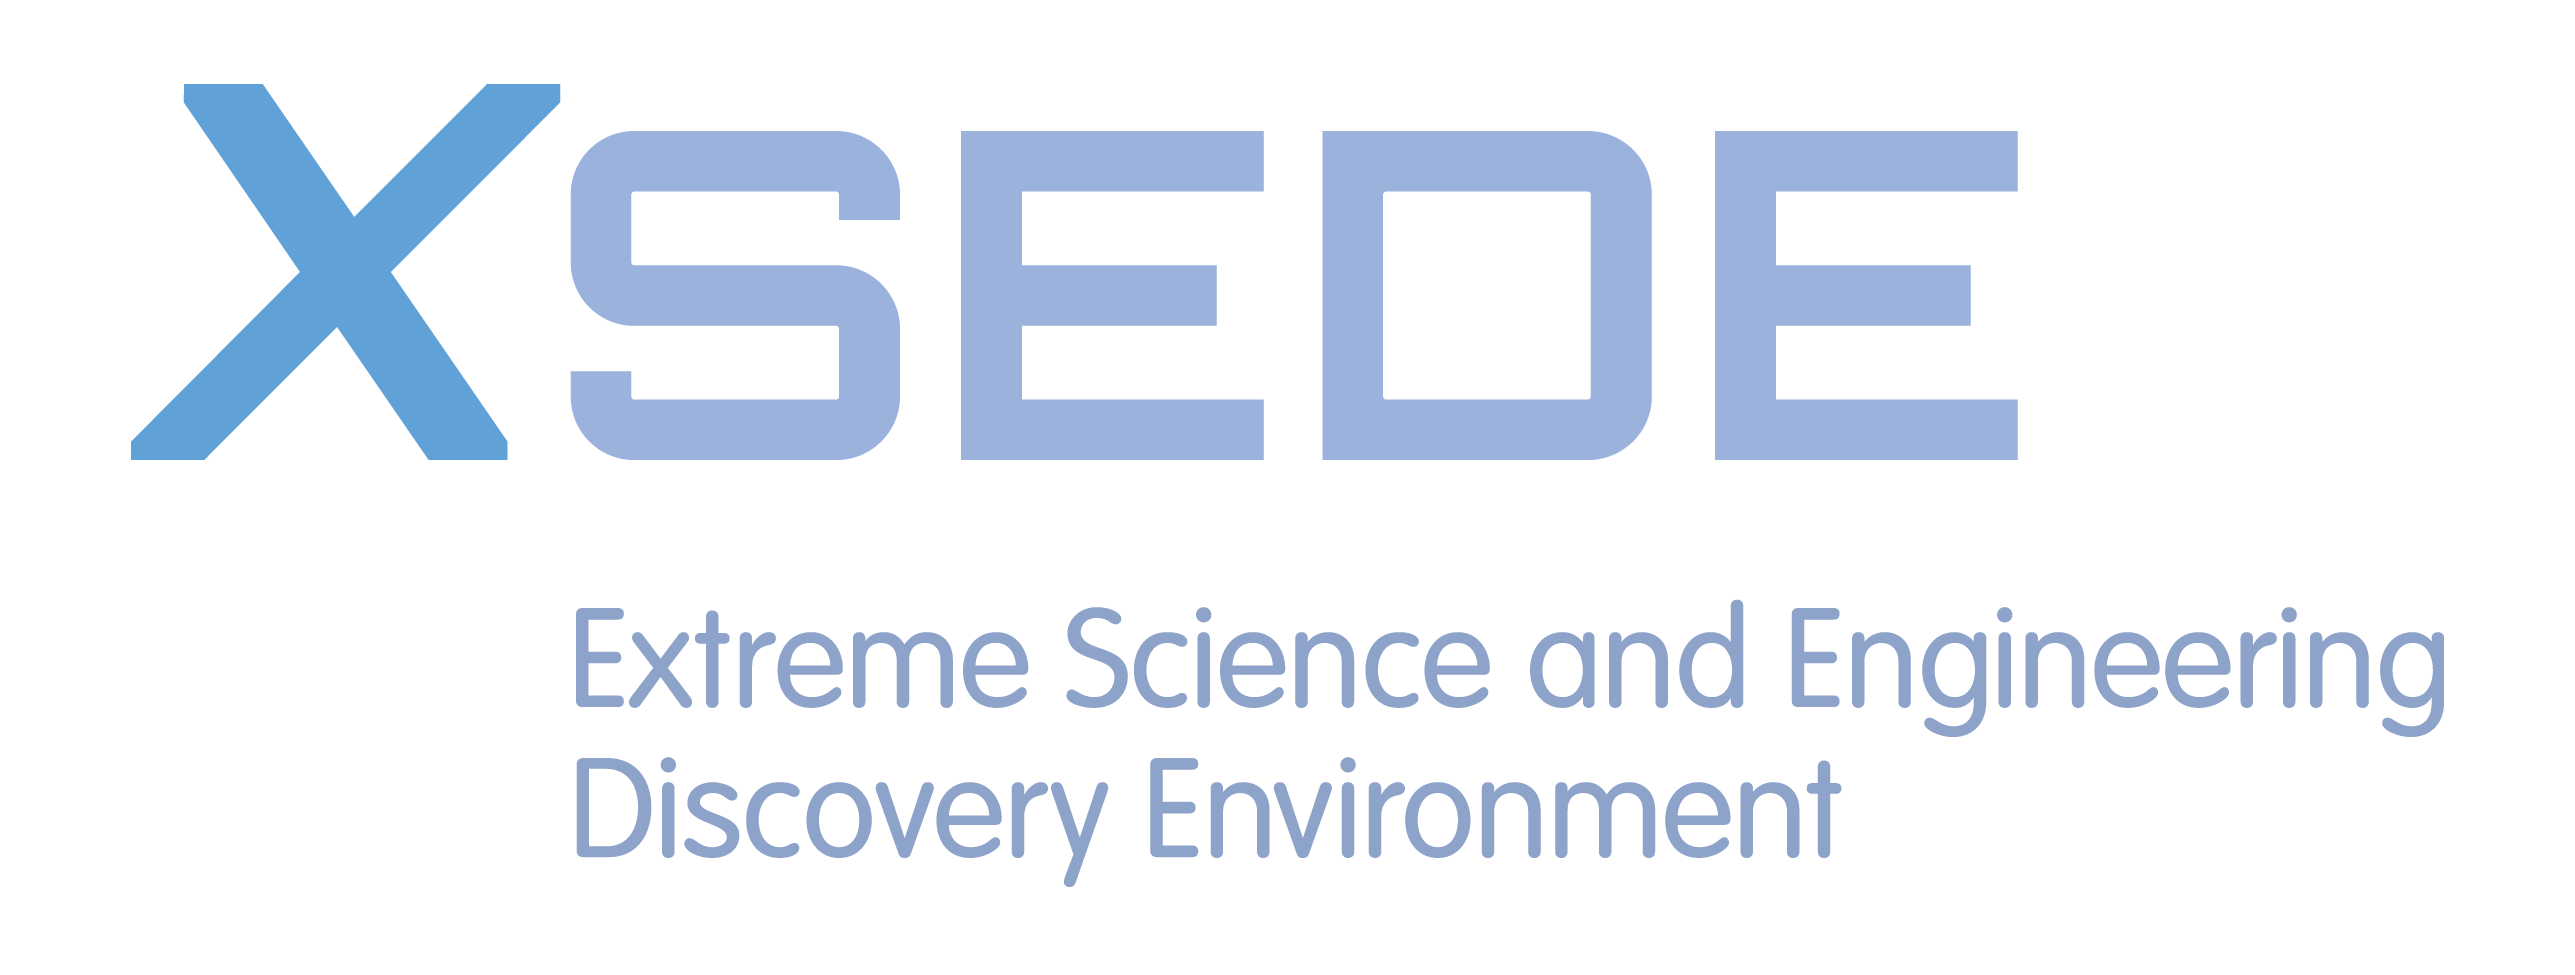 XSEDE
Extreme Science and Engineering
Discovery Environment